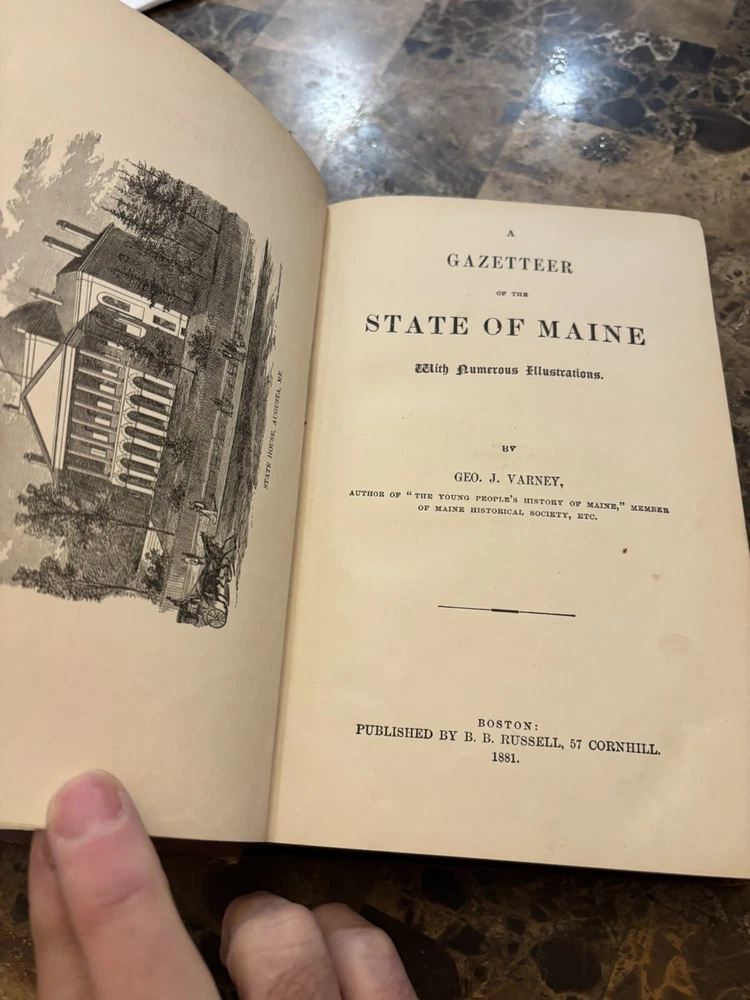 STATE HOUSE, AUGUSTA, ME
A
GAZETTEER
OF THE
STATE OF MAINE
With Numerous Illustrations.
BY
GEO. J. VARNEY,
AUTHOR OF "THE YOUNG PEOPLE'S HISTORY OF MAINE," MEMBER
OF MAINE HISTORICAL SOCIETY, ETC.
BOSTON:
PUBLISHED BY B. B. RUSSELL, 57 CORNHILL.
1881.